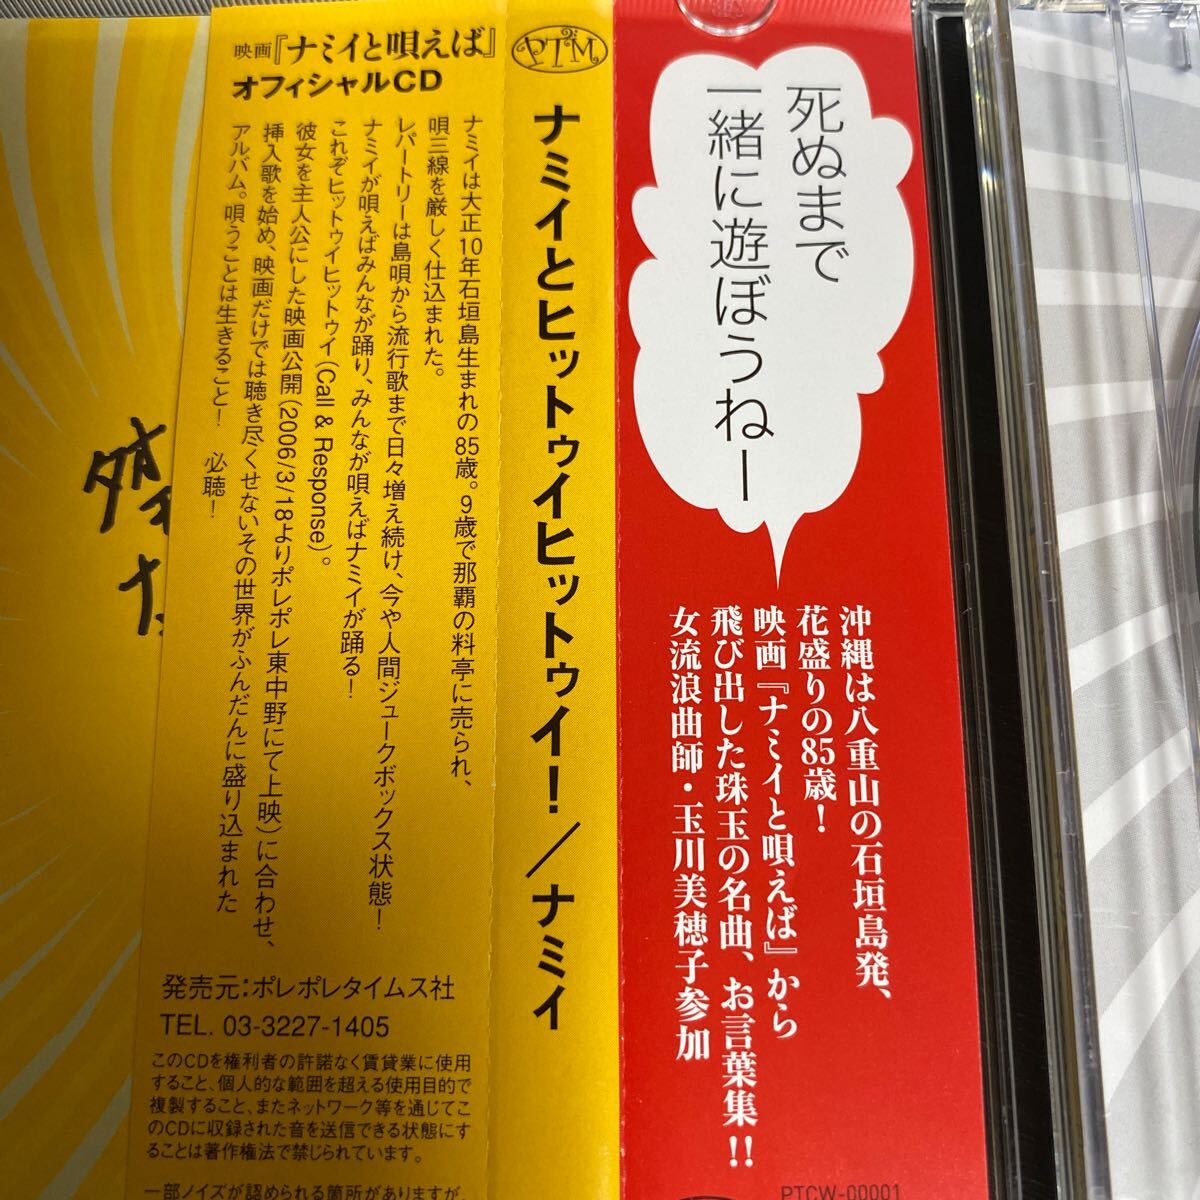 死ぬまで
一緒に遊ぼうねー
沖縄は八重山の石垣島発、
花盛りの85歳！
映画『ナミイと唄えば』から
飛び出した珠玉の名曲、お言葉集!!
女流浪曲師・玉川美穂子参加
PTCW-00001
PTM
ナミイとヒットゥイヒットゥイ！／ナミイ
映画『ナミイと唄えば』
オフィシャルCD
ナミイは大正10年石垣島生まれの85歳。9歳で那覇の料亭に売られ、
唄三線を厳しく仕込まれた。
レパートリーは島唄から流行歌まで日々増え続け、今や人間ジュークボックス状態！
ナミイが唄えばみんなが踊り、みんなが唄えばナミイが踊る！
これぞヒットゥイヒットゥイ(Call & Response)。
彼女を主人公にした映画公開(2006/3/18よりポレポレ東中野にて上映)に合わせ、
挿入歌を始め、映画だけでは聴き尽くせないその世界がふんだんに盛り込まれた
アルバム。唄うことは生きること！　必聴！
発売元：ポレポレタイムス社
TEL. 03-3227-1405
このCDを権利者の許諾なく賃貸業に使用
すること、個人的な範囲を超える使用目的で
複製すること、またネットワーク等を通じてこ
のCDに収録された音を送信できる状態にす
ることは著作権法で禁じられています。
一部ノイズが認められる箇所がありますが、